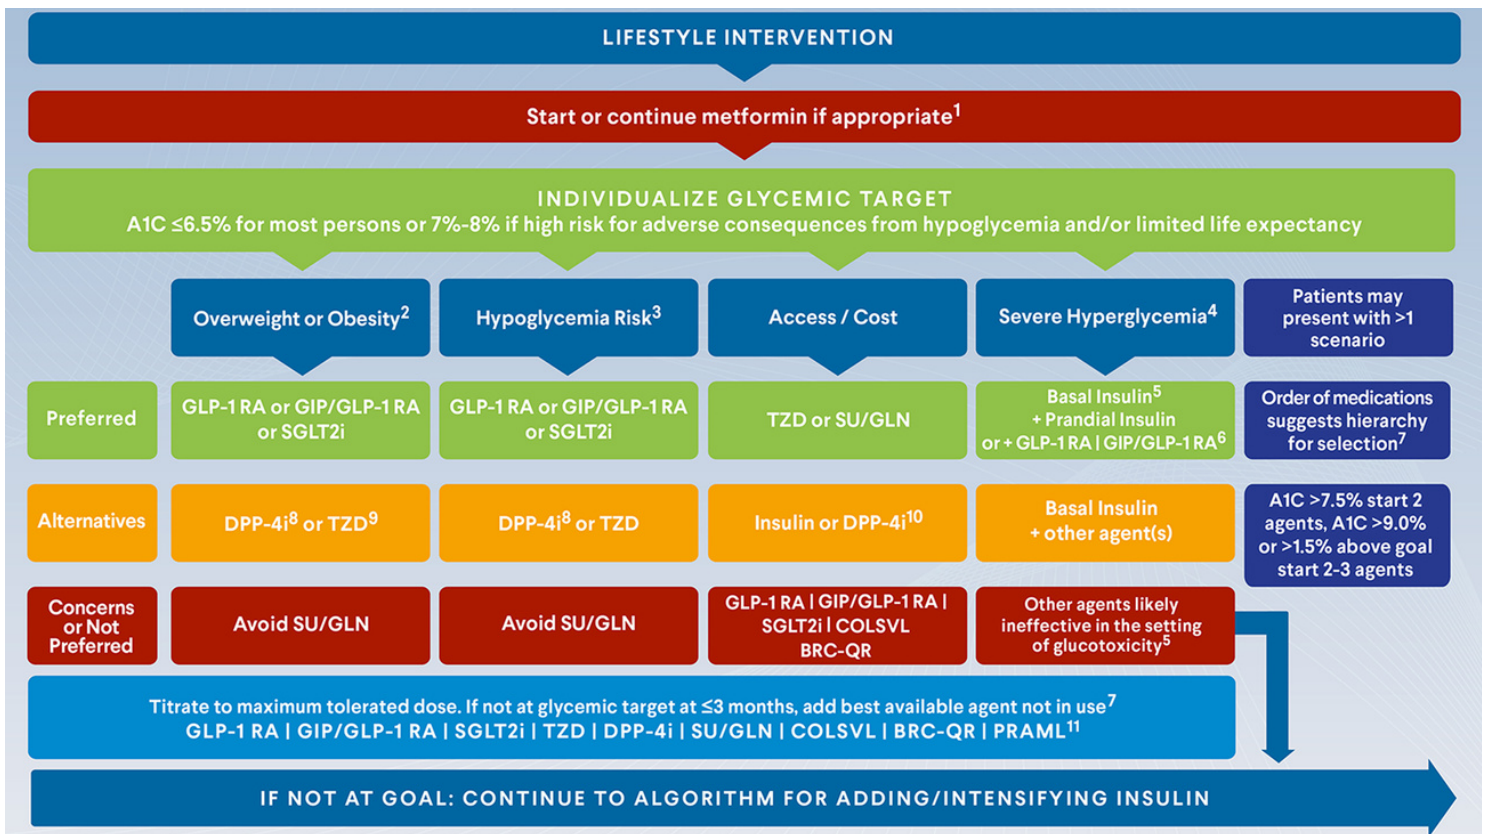 LIFESTYLE INTERVENTION
Start or continue metformin if appropriate1
INDIVIDUALIZE GLYCEMIC TARGET
A1C ≤6.5% for most persons or 7%-8% if high risk for adverse consequences from hypoglycemia and/or limited life expectancy
Overweight or Obesity2
Hypoglycemia Risk3
Access / Cost
Severe Hyperglycemia4
Patients may
present with >1
scenario
Preferred
GLP-1 RA or GIP/GLP-1 RA
or SGLT2i
GLP-1 RA or GIP/GLP-1 RA
or SGLT2i
TZD or SU/GLN
Basal Insulin5
+ Prandial Insulin
or + GLP-1 RA | GIP/GLP-1 RA6
Order of medications
suggests hierarchy
for selection7
Alternatives
DPP-4i8 or TZD9
DPP-4i8 or TZD
Insulin or DPP-4i10
Basal Insulin
+ other agent(s)
A1C >7.5% start 2
agents, A1C >9.0%
or >1.5% above goal
start 2-3 agents
Concerns
or Not
Preferred
Avoid SU/GLN
Avoid SU/GLN
GLP-1 RA | GIP/GLP-1 RA |
SGLT2i | COLSVL
BRC-QR
Other agents likely
ineffective in the setting
of glucotoxicity5
Titrate to maximum tolerated dose. If not at glycemic target at ≤3 months, add best available agent not in use7
GLP-1 RA | GIP/GLP-1 RA | SGLT2i | TZD | DPP-4i | SU/GLN | COLSVL | BRC-QR | PRAML11
IF NOT AT GOAL: CONTINUE TO ALGORITHM FOR ADDING/INTENSIFYING INSULIN